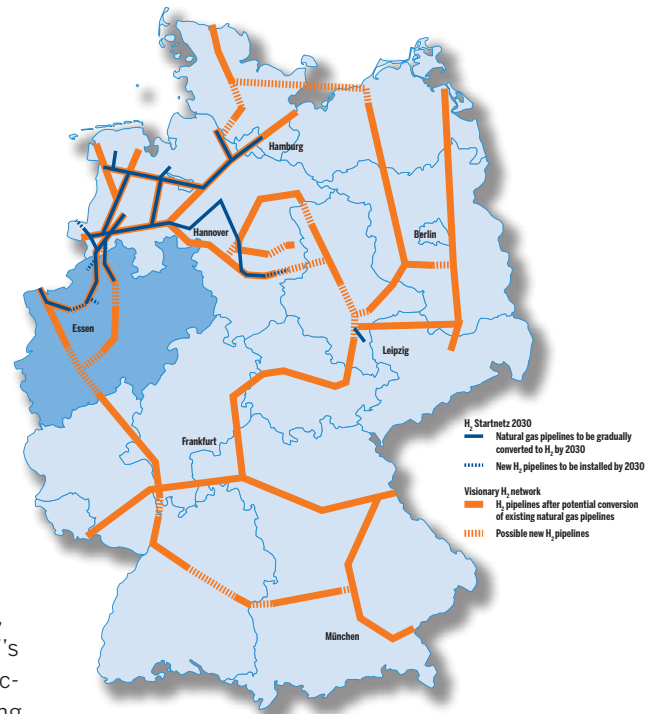 Hamburg
Hannover
Berlin
Essen
Leipzig
H₂ Startnetz 2030
Natural gas pipelines to be gradually
converted to H₂ by 2030
New H₂ pipelines to be installed by 2030
Frankfurt
Visionary H₂ network
H₂ pipelines after potential conversion
of existing natural gas pipelines
Possible new H₂ pipelines
München
's
c-
ng